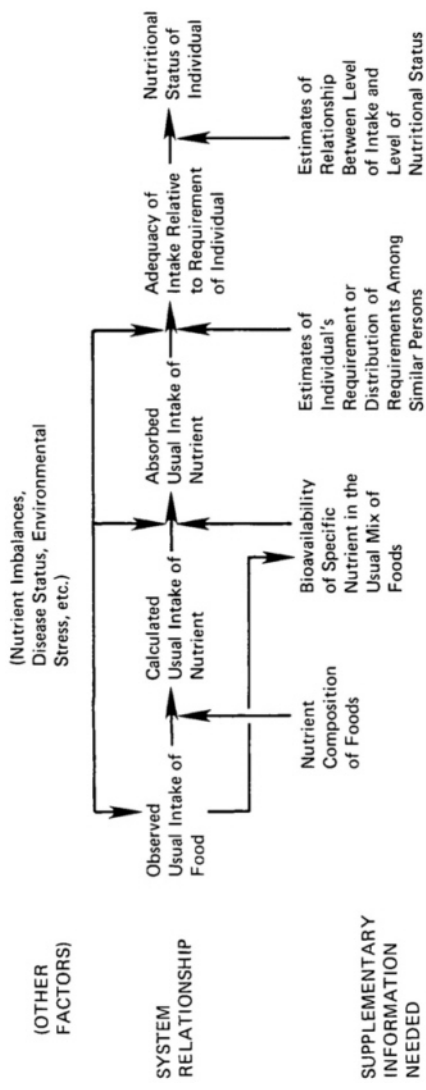 (OTHER
FACTORS)
(Nutrient Imbalances,
Disease Status, Environmental
Stress, etc.)
SYSTEM
RELATIONSHIP
Observed
Usual Intake of
Food
Calculated
Usual Intake of
Nutrient
Absorbed
Usual Intake of
Nutrient
Adequacy of
Intake Relative
to Requirement
of Individual
Nutritional
Status of
Individual
SUPPLEMENTARY
INFORMATION
NEEDED
Nutrient
Composition
of Foods
Bioavailability
of Specific
Nutrient in the
Usual Mix of
Foods
Estimates of
Individual's
Requirement or
Distribution of
Requirements Among
Similar Persons
Estimates of
Relationship
Between Level
of Intake and
Level of
Nutritional Status